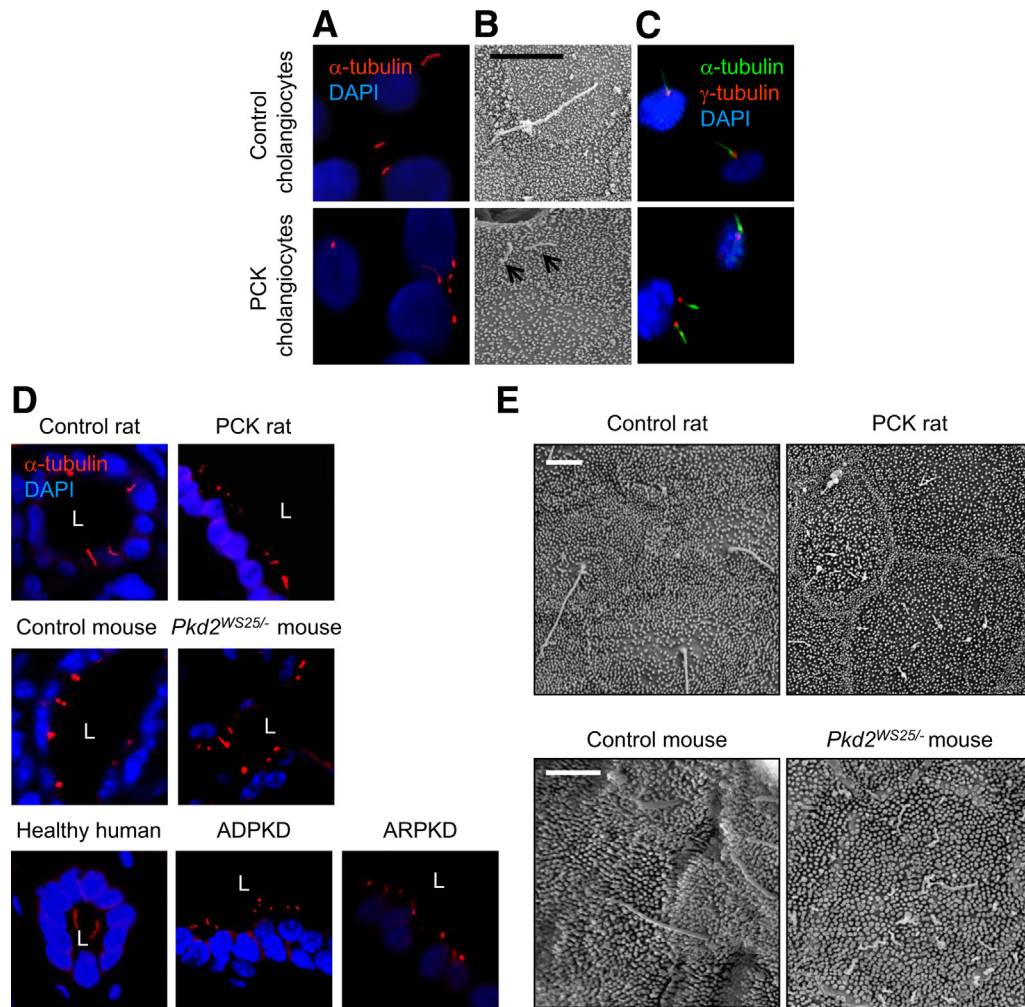 A
B
C
Control
cholangiocytes
α-tubulin
DAPI
α-tubulin
γ-tubulin
DAPI
PCK
cholangiocytes
D
Control rat
PCK rat
α-tubulin
DAPI
L
L
Control mouse
Pkd2WS25/- mouse
L
L
Healthy human
ADPKD
ARPKD
L
L
L
E
Control rat
PCK rat
Control mouse
Pkd2WS25/- mouse